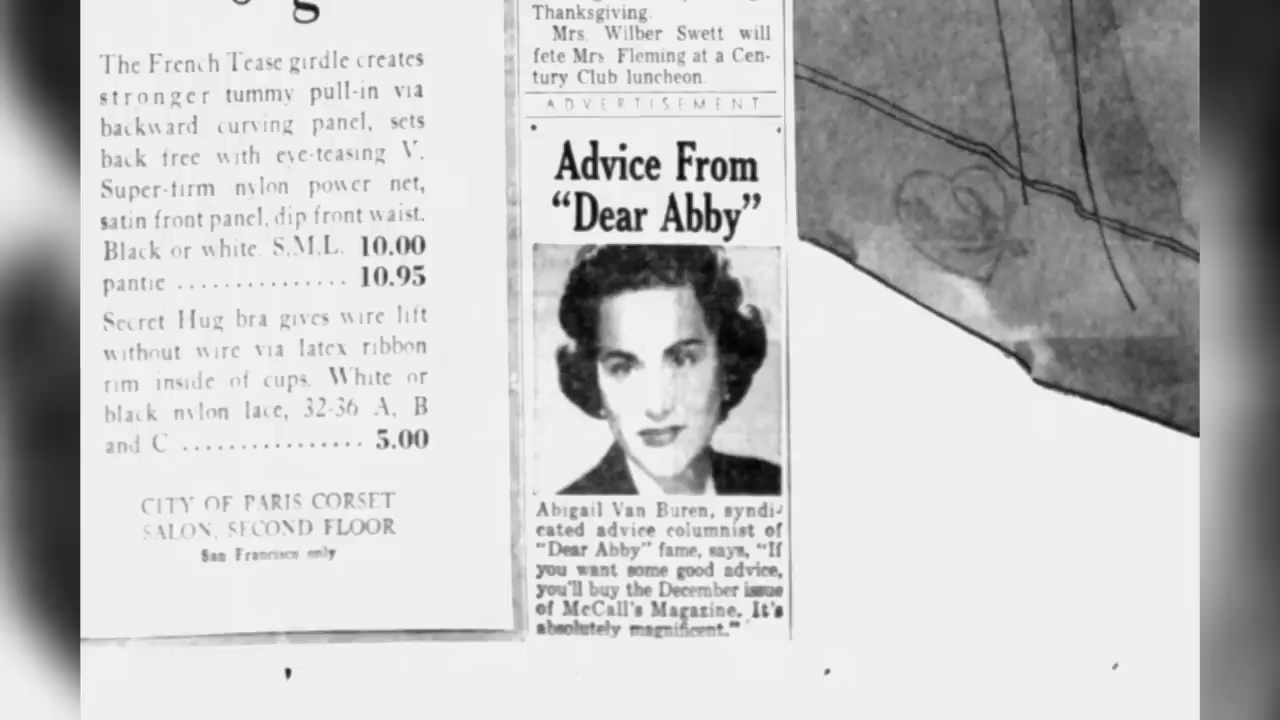 The French Tease girdle creates
stronger tummy pull-in via
backward curving panel, sets
back free with eye-teasing V.
Super-firm nylon power net,
satin front panel, dip front waist.
Black or white. S,M,L. 10.00
pantie ............... 10.95
Secret Hug bra gives wire lift
without wire via latex ribbon
rim inside of cups. White or
black nylon lace, 32-36 A, B
and C ................ 5.00
CITY OF PARIS CORSET
SALON, SECOND FLOOR
San Francisco only
Thanksgiving.
Mrs. Wilber Swett will
fete Mrs Fleming at a Cen-
tury Club luncheon.
ADVERTISEMENT
Advice From
"Dear Abby"
Abigail Van Buren, syndi-
cated advice columnist of
"Dear Abby" fame, says, "If
you want some good advice,
you'll buy the December issue
of McCall's Magazine. It's
absolutely magnificent."